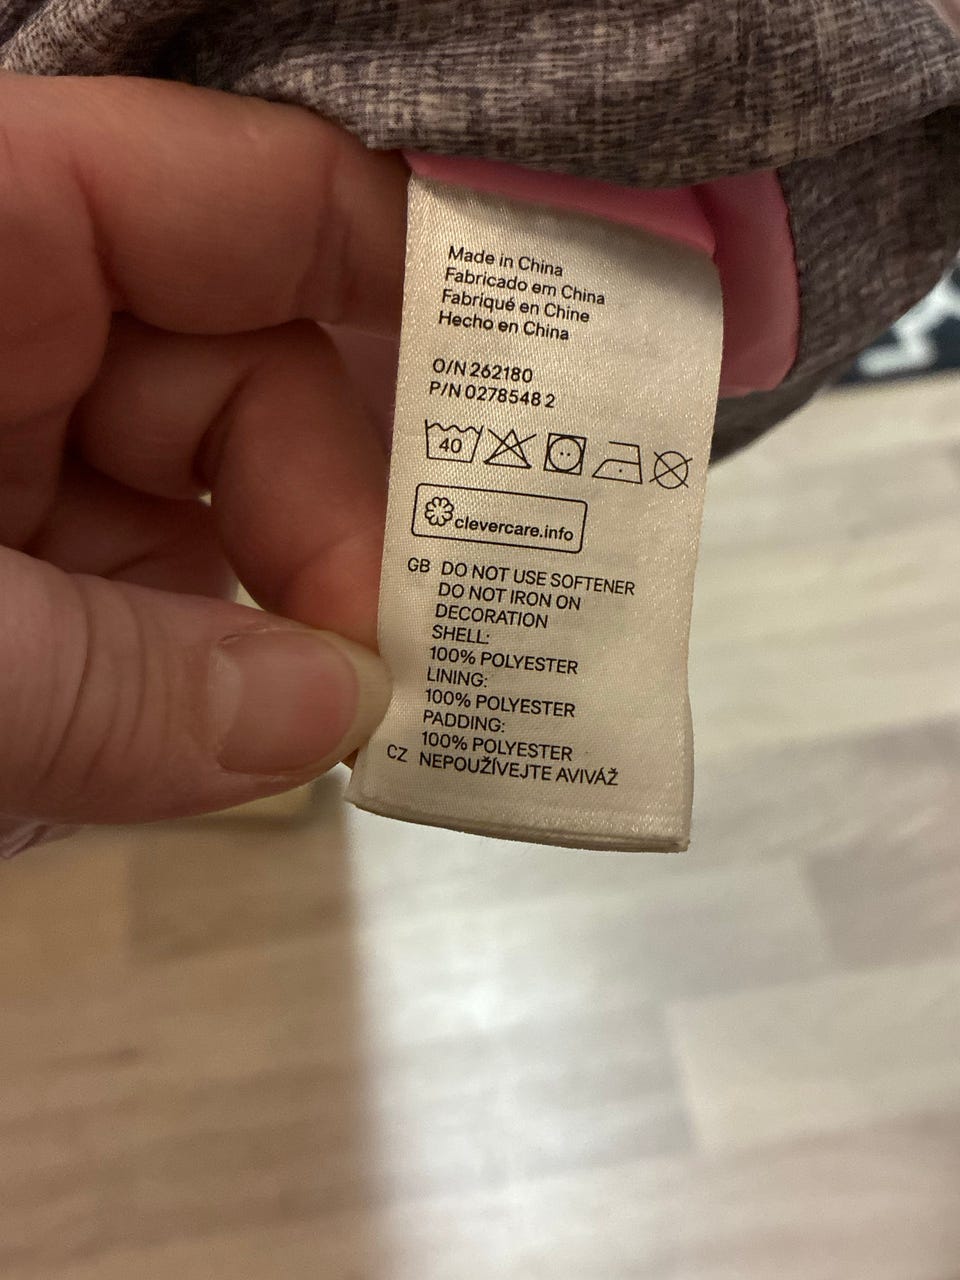 Made in China
Fabricado em China
Fabriqué en Chine
Hecho en China
O/N 262180
P/N 0278548 2
40
clevercare.info
GB DO NOT USE SOFTENER
DO NOT IRON ON
DECORATION
SHELL:
100% POLYESTER
LINING:
100% POLYESTER
PADDING:
100% POLYESTER
CZ NEPOUŽÍVEJTE AVIVÁŽ